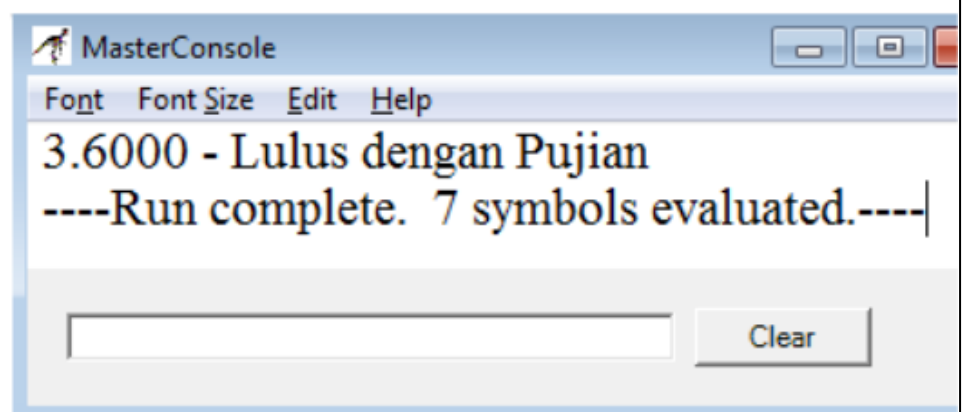 MasterConsole
Font Font Size Edit Help
3.6000 - Lulus dengan Pujian
----Run complete.  7 symbols evaluated.----
Clear